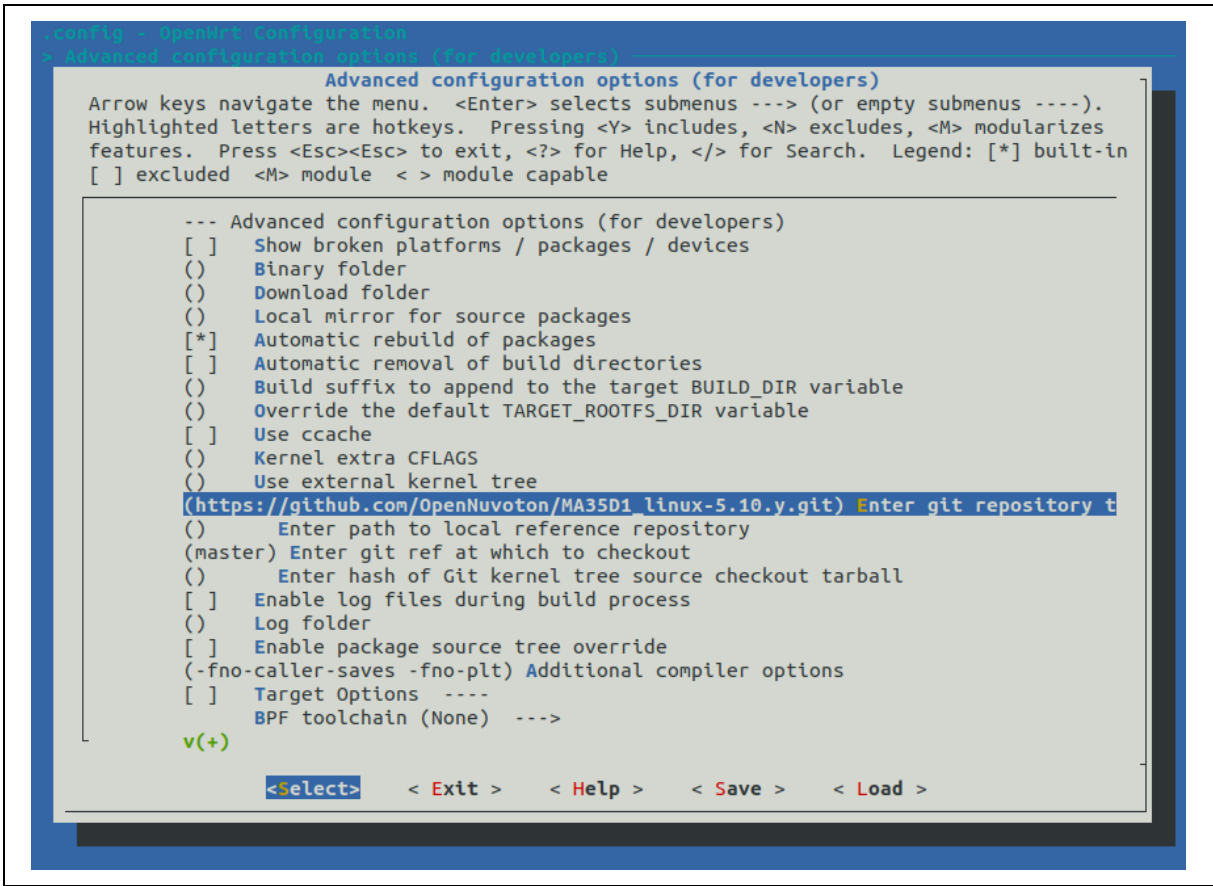 .config - OpenWrt Configuration
> Advanced configuration options (for developers)
Advanced configuration options (for developers)
Arrow keys navigate the menu.  <Enter> selects submenus ---> (or empty submenus ----).
Highlighted letters are hotkeys.  Pressing <Y> includes, <N> excludes, <M> modularizes
features.  Press <Esc><Esc> to exit, <?> for Help, </> for Search.  Legend: [*] built-in
[ ] excluded  <M> module  < > module capable
--- Advanced configuration options (for developers)
[ ]   Show broken platforms / packages / devices
()    Binary folder
()    Download folder
()    Local mirror for source packages
[*]   Automatic rebuild of packages
[ ]   Automatic removal of build directories
()    Build suffix to append to the target BUILD_DIR variable
()    Override the default TARGET_ROOTFS_DIR variable
[ ]   Use ccache
()    Kernel extra CFLAGS
()    Use external kernel tree
(https://github.com/OpenNuvoton/MA35D1_linux-5.10.y.git) Enter git repository t
()      Enter path to local reference repository
(master) Enter git ref at which to checkout
()      Enter hash of Git kernel tree source checkout tarball
[ ]   Enable log files during build process
()    Log folder
[ ]   Enable package source tree override
(-fno-caller-saves -fno-plt) Additional compiler options
[ ]   Target Options  ----
BPF toolchain (None)  --->
v(+)
<Select>    < Exit >    < Help >    < Save >    < Load >